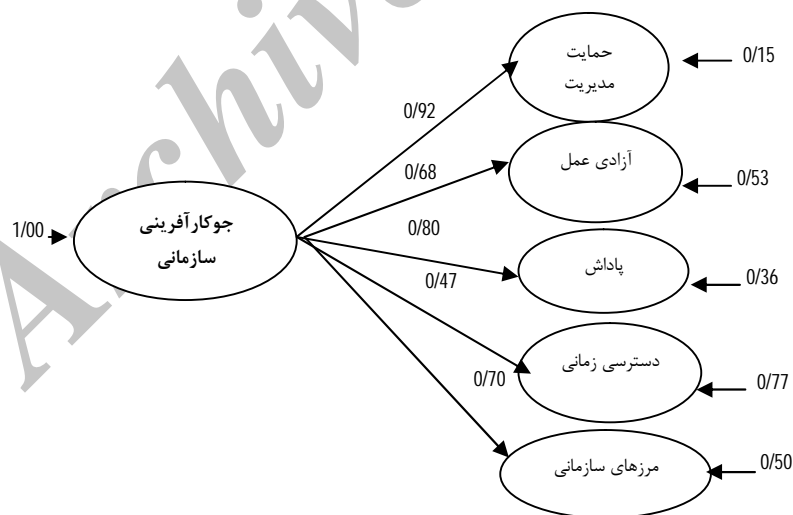 حمایت
مدیریت
0/15
0/92
آزادی عمل
0/68
0/53
1/00
جوکارآفرینی
سازمانی
0/80
پاداش
0/36
0/47
دسترسی زمانی
0/70
0/77
مرزهای سازمانی
0/50
Archive